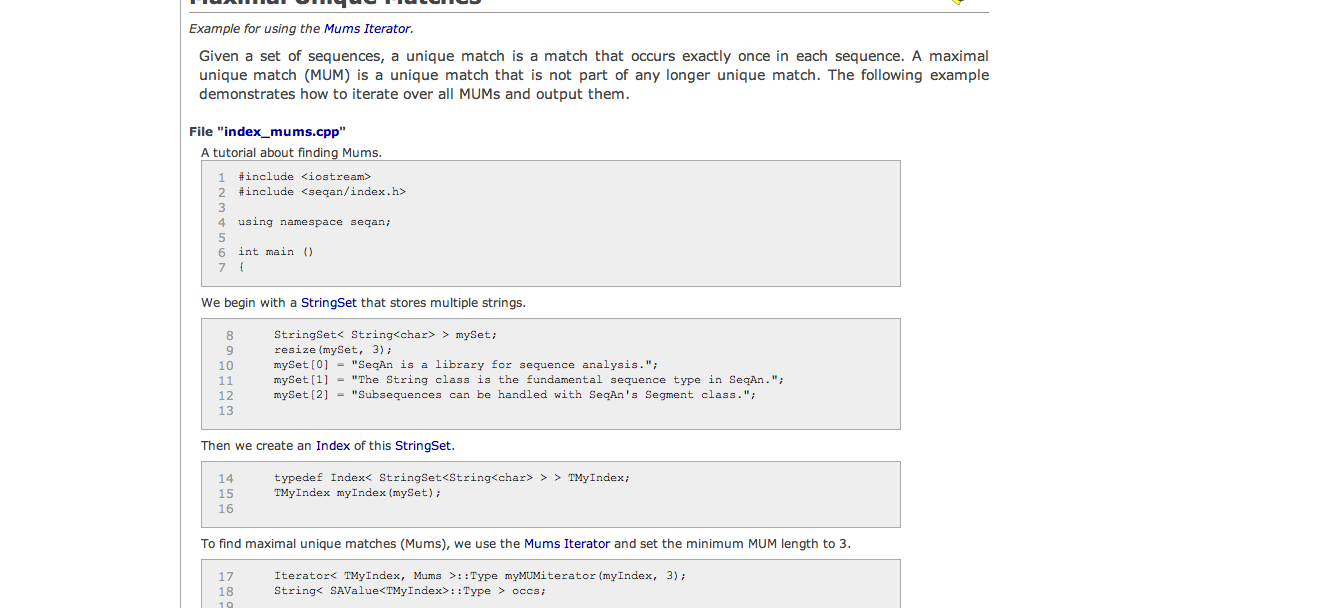 Maximal Unique Matches
Example for using the Mums Iterator.
Given a set of sequences, a unique match is a match that occurs exactly once in each sequence. A maximal
unique match (MUM) is a unique match that is not part of any longer unique match. The following example
demonstrates how to iterate over all MUMs and output them.
File "index_mums.cpp"
A tutorial about finding Mums.
1 #include <iostream>
2 #include <seqan/index.h>
3
4 using namespace seqan;
5
6 int main ()
7 {
We begin with a StringSet that stores multiple strings.
8 StringSet< String<char> > mySet;
9 resize(mySet, 3);
10 mySet[0] = "SeqAn is a library for sequence analysis.";
11 mySet[1] = "The String class is the fundamental sequence type in SeqAn.";
12 mySet[2] = "Subsequences can be handled with SeqAn's Segment class.";
13
Then we create an Index of this StringSet.
14 typedef Index< StringSet<String<char> > > TMyIndex;
15 TMyIndex myIndex(mySet);
16
To find maximal unique matches (Mums), we use the Mums Iterator and set the minimum MUM length to 3.
17 Iterator< TMyIndex, Mums >::Type myMUMiterator(myIndex, 3);
18 String< SAValue<TMyIndex>::Type > occs;
19